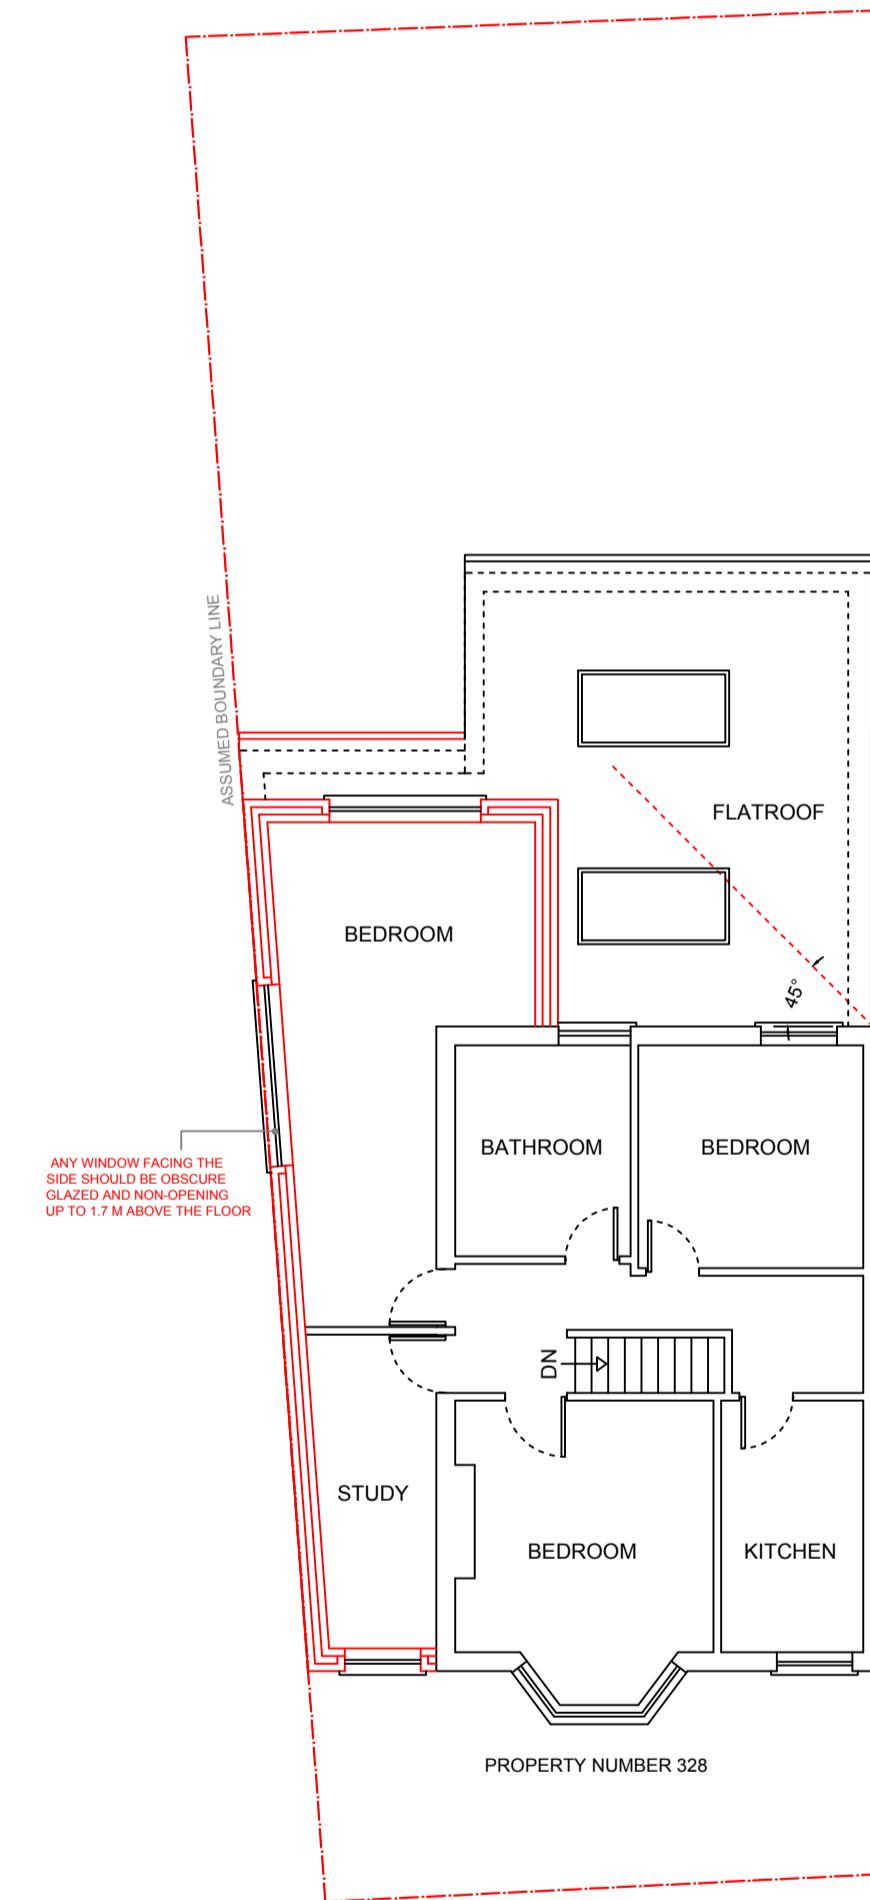 ASSUMED BOUNDARY LINE
FLATROOF
BEDROOM
45°
BATHROOM
BEDROOM
ANY WINDOW FACING THE
SIDE SHOULD BE OBSCURE
GLAZED AND NON-OPENING
UP TO 1.7 M ABOVE THE FLOOR
DN
STUDY
BEDROOM
KITCHEN
PROPERTY NUMBER 328